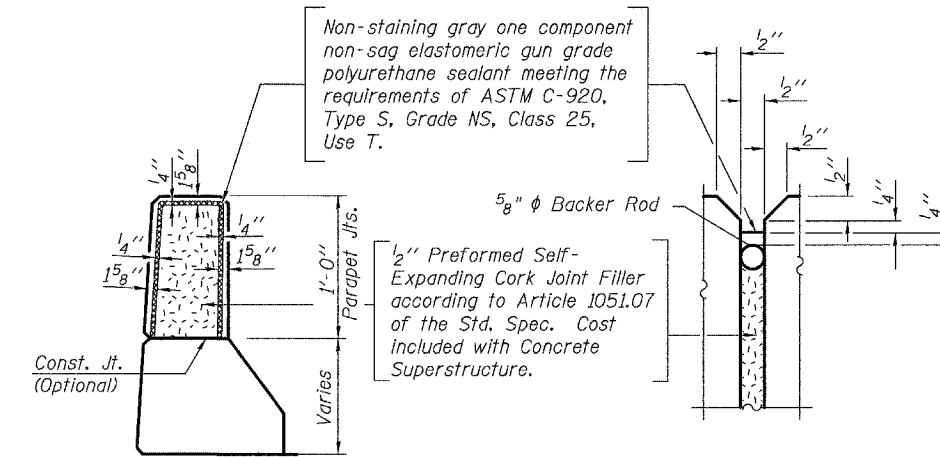 Non-staining gray one component
non-sag elastomeric gun grade
polyurethane sealant meeting the
requirements of ASTM C-920,
Type S, Grade NS, Class 25,
Use T.
1/4"
1 5/8"
1/4"
1 5/8"
1/4"
1 5/8"
1'-0"
Parapet Jts.
Varies
Const. Jt.
(Optional)
1/2" Preformed Self-
Expanding Cork Joint Filler
according to Article 1051.07
of the Std. Spec. Cost
included with Concrete
Superstructure.
5/8" φ Backer Rod
1/2"
1/2"
1/2"
1/2"
1/4"
1/4"